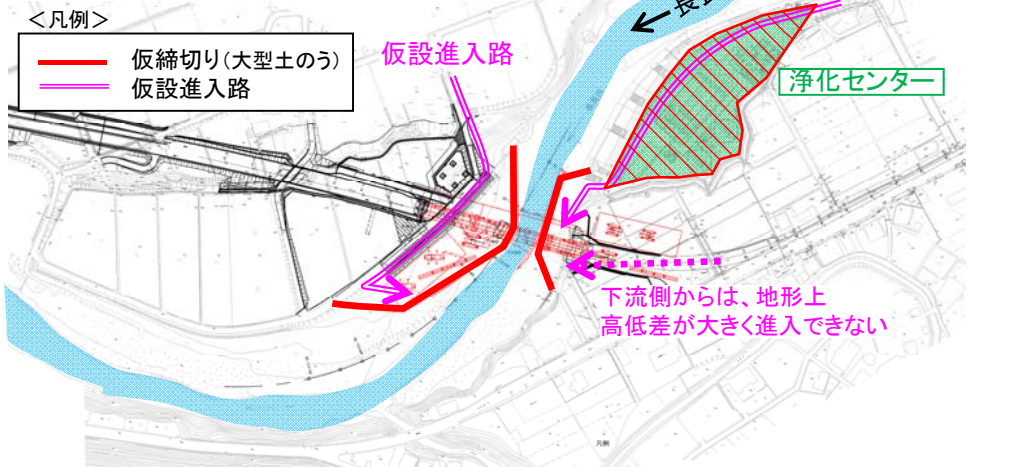 <凡例>
仮締切り(大型土のう)
仮設進入路
仮設進入路
長
浄化センター
下流側からは、地形上
高低差が大きく進入できない
凡例